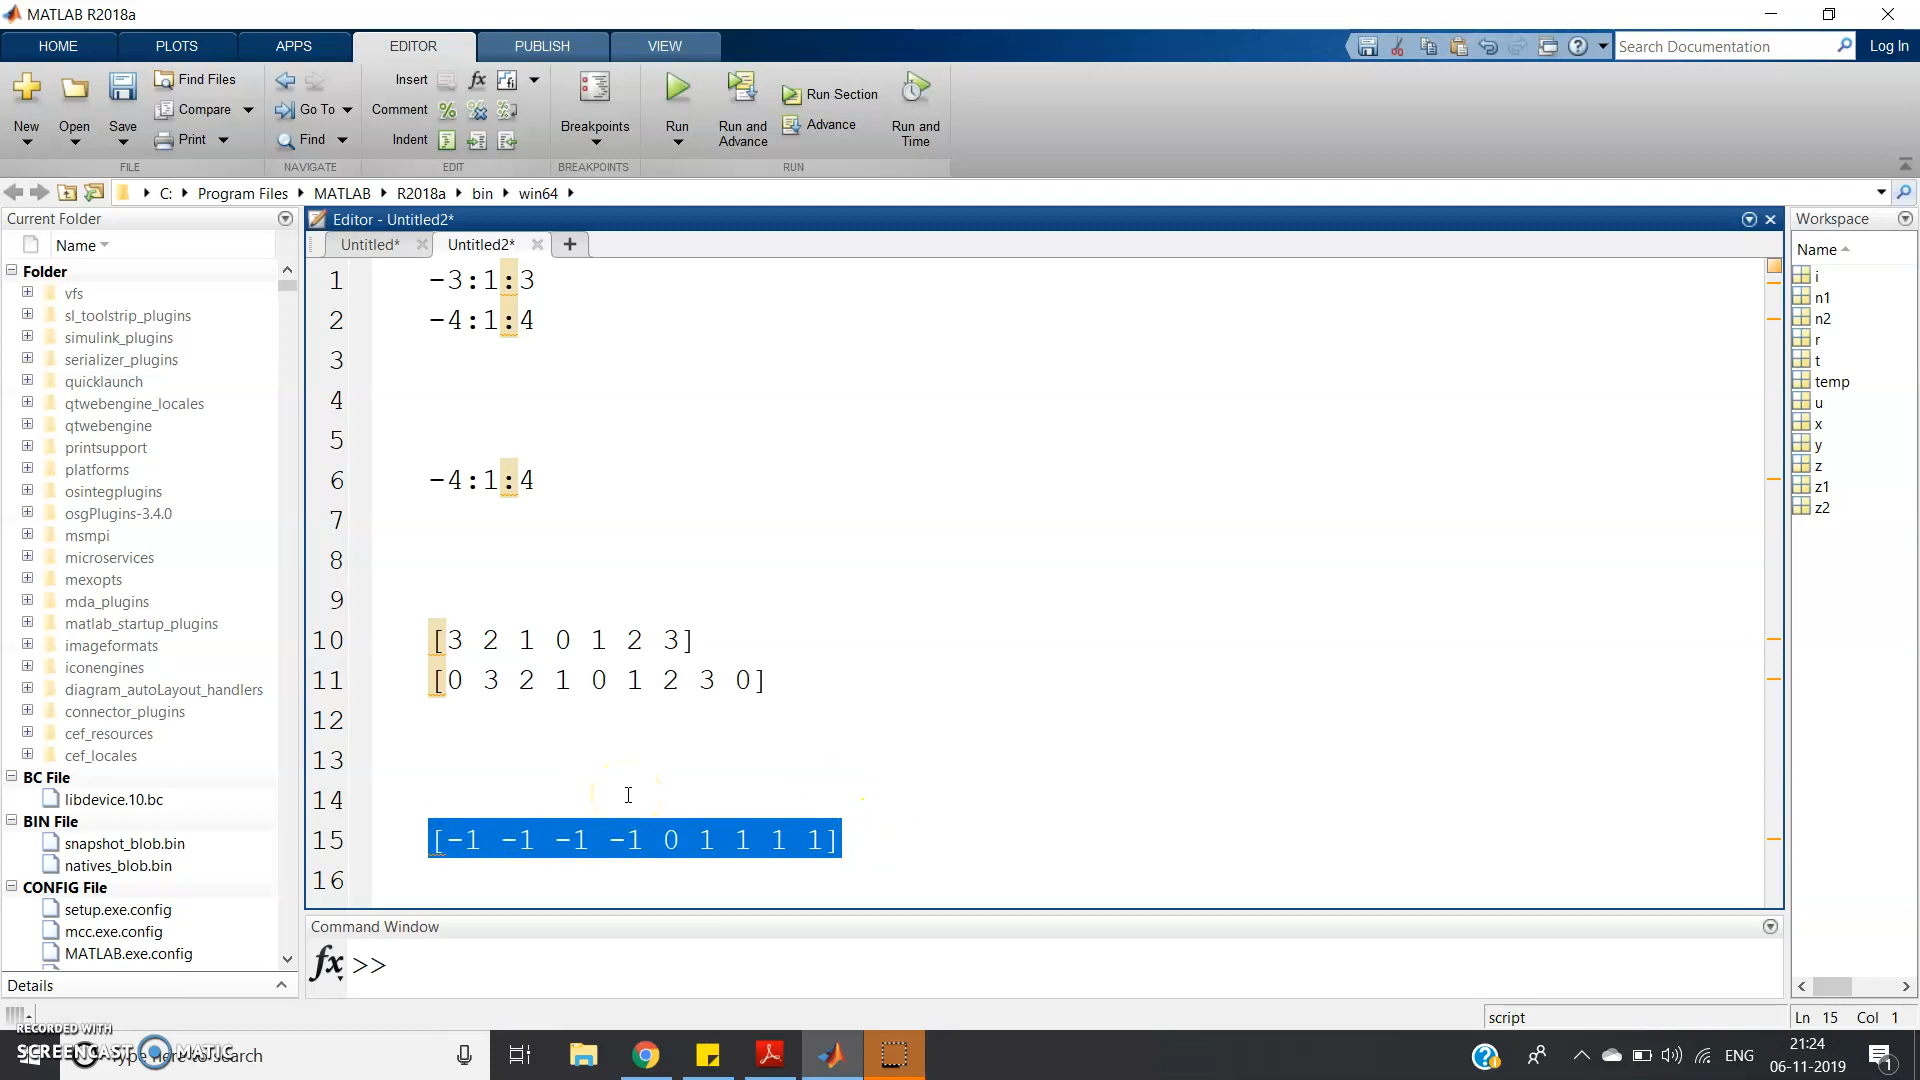 MATLAB R2018a
HOME PLOTS APPS EDITOR PUBLISH VIEW
Search Documentation
Log In
New Open Save Find Files Compare Print
Go To Find
Insert Comment Indent
Breakpoints
Run
Run and Advance
Run Section
Advance
Run and Time
FILE NAVIGATE EDIT BREAKPOINTS RUN
C: Program Files MATLAB R2018a bin win64
Current Folder
Name
Folder
vfs
sl_toolstrip_plugins
simulink_plugins
serializer_plugins
quicklaunch
qtwebengine_locales
qtwebengine
printsupport
platforms
osintegplugins
osgPlugins-3.4.0
msmpi
microservices
mexopts
mda_plugins
matlab_startup_plugins
imageformats
iconengines
diagram_autoLayout_handlers
connector_plugins
cef_resources
cef_locales
BC File
libdevice.10.bc
BIN File
snapshot_blob.bin
natives_blob.bin
CONFIG File
setup.exe.config
mcc.exe.config
MATLAB.exe.config
Details
Editor - Untitled2*
Untitled* Untitled2*
1 -3:1:3
2 -4:1:4
3
4
5
6 -4:1:4
7
8
9
10 [3 2 1 0 1 2 3]
11 [0 3 2 1 0 1 2 3 0]
12
13
14
15 [-1 -1 -1 -1 0 1 1 1 1]
16
Command Window
fx >>
Workspace
Name
i
n1
n2
r
t
temp
u
x
y
z
z1
z2
script
Ln 15 Col 1
RECORDED WITH
SCREENCAST MATIC
Type here to search
ENG
21:24
06-11-2019
1